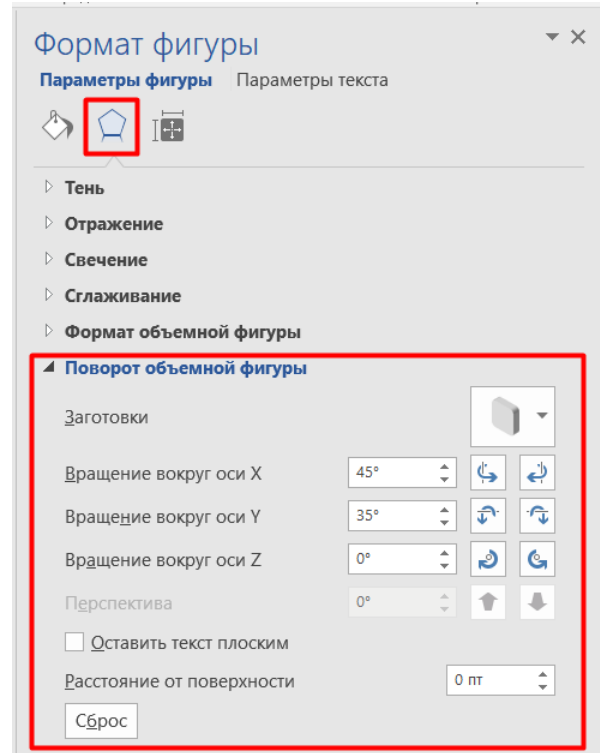 Формат фигуры
Параметры фигуры Параметры текста
Тень
Отражение
Свечение
Сглаживание
Формат объемной фигуры
Поворот объемной фигуры
Заготовки
Вращение вокруг оси X 45°
Вращение вокруг оси Y 35°
Вращение вокруг оси Z 0°
Перспектива 0°
Оставить текст плоским
Расстояние от поверхности 0 пт
Сброс